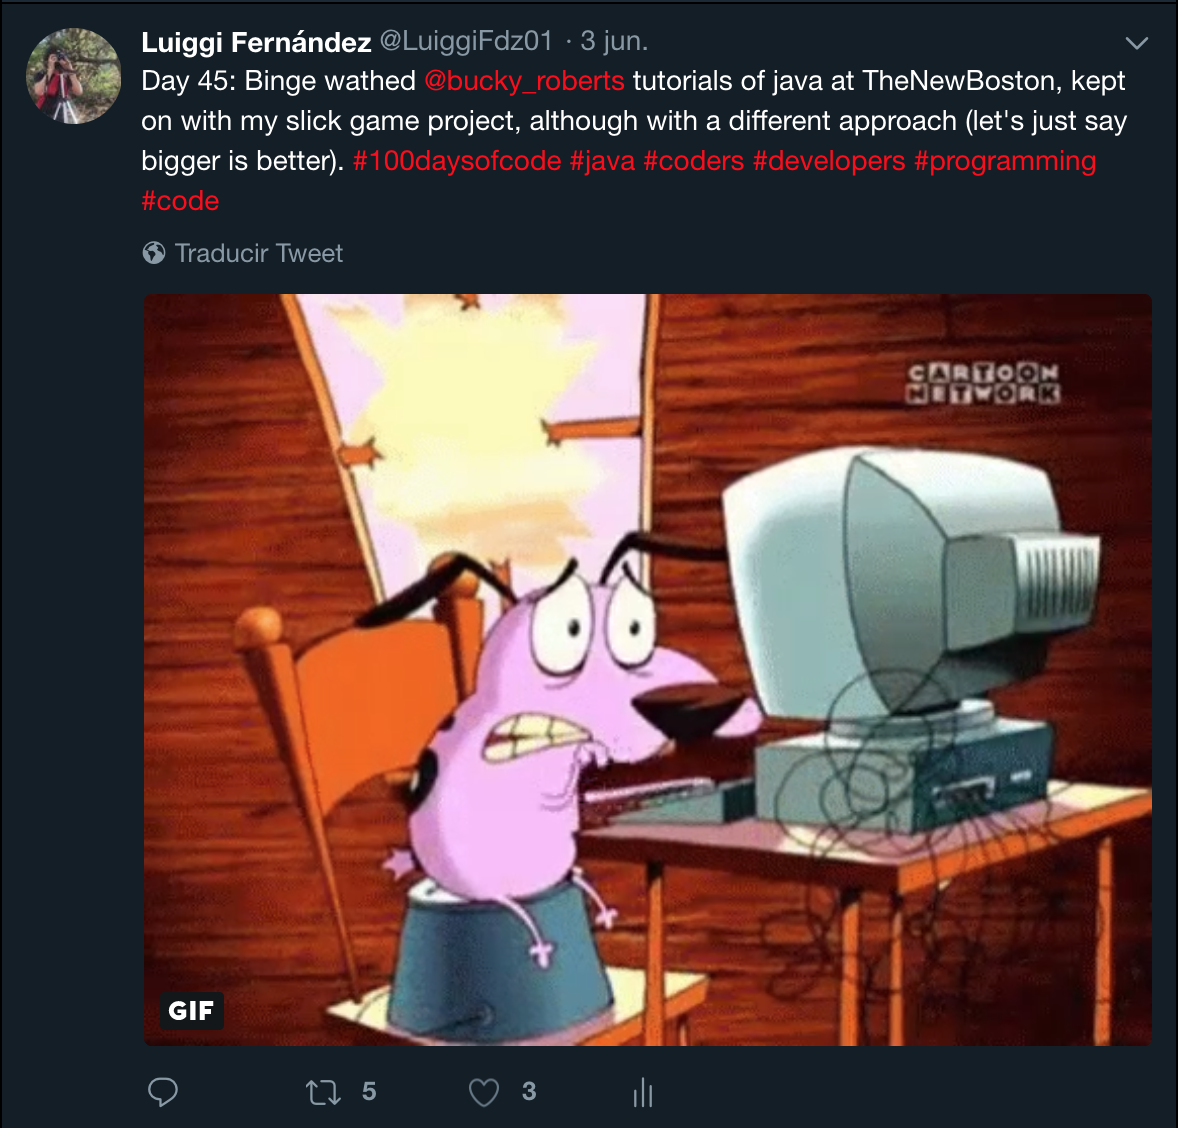 Luiggi Fernández @LuiggiFdz01 · 3 jun.
Day 45: Binge wathed @bucky_roberts tutorials of java at TheNewBoston, kept
on with my slick game project, although with a different approach (let's just say
bigger is better). #100daysofcode #java #coders #developers #programming
#code
Traducir Tweet
CARTOON
NETWORK
GIF
5 3